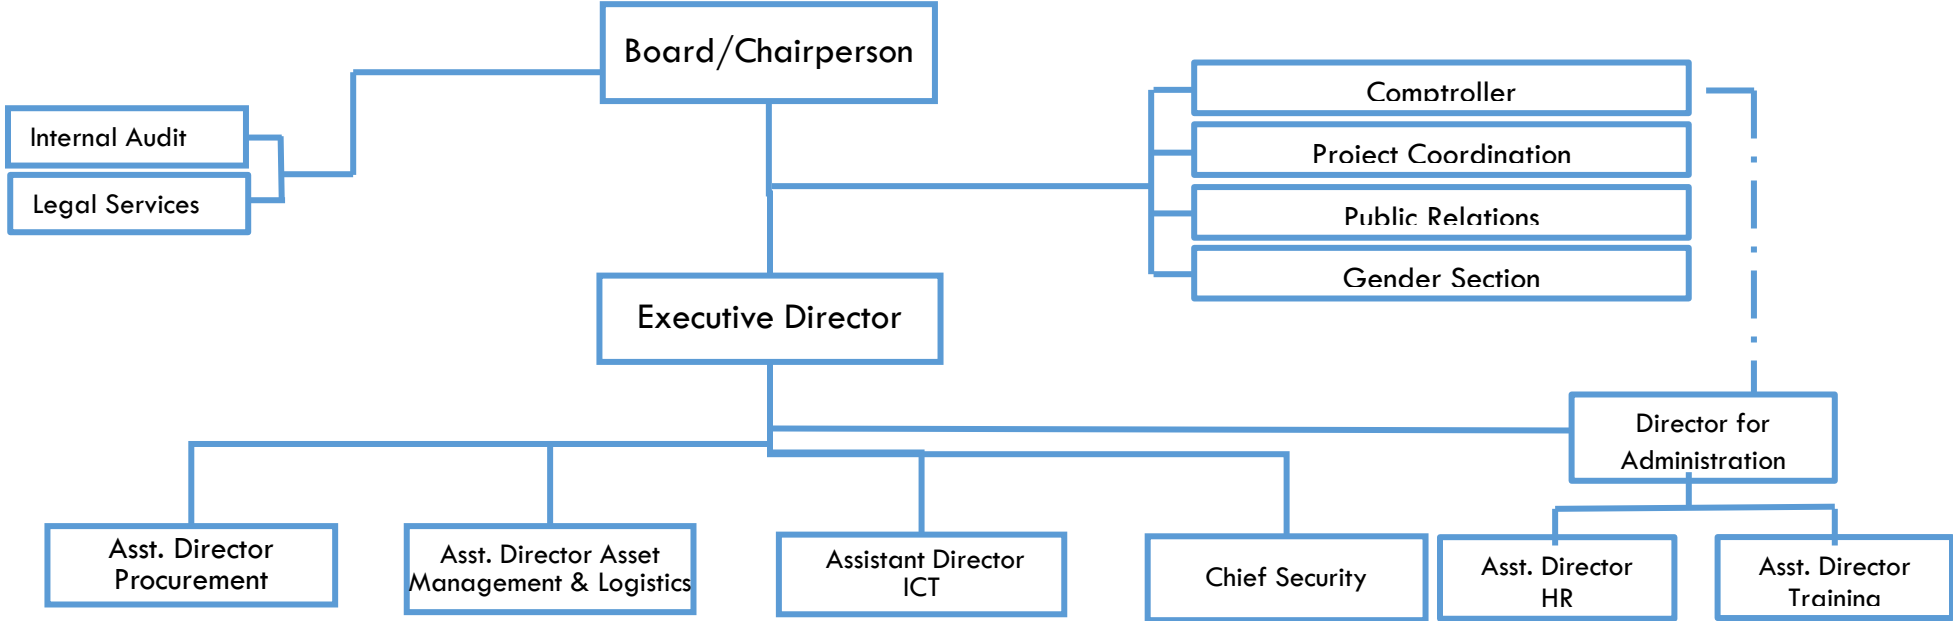 Board/Chairperson
Comptroller
Internal Audit
Project Coordination
Legal Services
Public Relations
Gender Section
Executive Director
Director for
Administration
Asst. Director
Procurement
Asst. Director Asset
Management & Logistics
Assistant Director
ICT
Chief Security
Asst. Director
HR
Asst. Director
Training